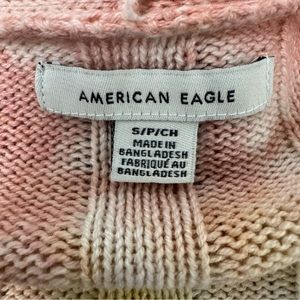 AMERICAN EAGLE
S/P/CH
MADE IN
BANGLADESH
FABRIQUÉ AU
BANGLADESH